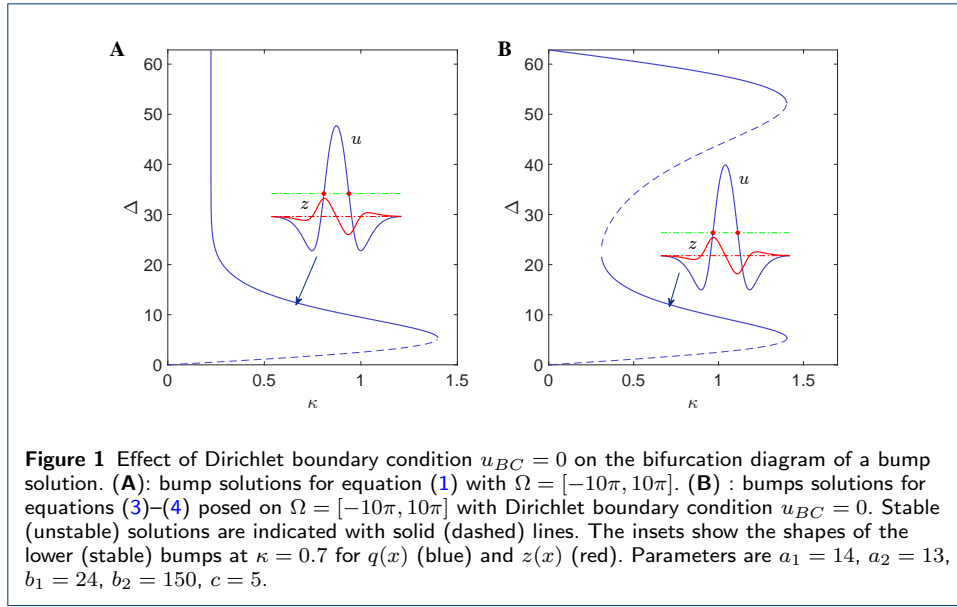 A
B
60
50
40
30
20
10
0
Δ
0
0.5
1
1.5
κ
u
z
60
50
40
30
20
10
0
Δ
0
0.5
1
1.5
κ
u
z
Figure 1 Effect of Dirichlet boundary condition u_{BC} = 0 on the bifurcation diagram of a bump
solution. (A): bump solutions for equation (1) with Ω = [−10π, 10π]. (B) : bumps solutions for
equations (3)–(4) posed on Ω = [−10π, 10π] with Dirichlet boundary condition u_{BC} = 0. Stable
(unstable) solutions are indicated with solid (dashed) lines. The insets show the shapes of the
lower (stable) bumps at κ = 0.7 for q(x) (blue) and z(x) (red). Parameters are a₁ = 14, a₂ = 13,
b₁ = 24, b₂ = 150, c = 5.